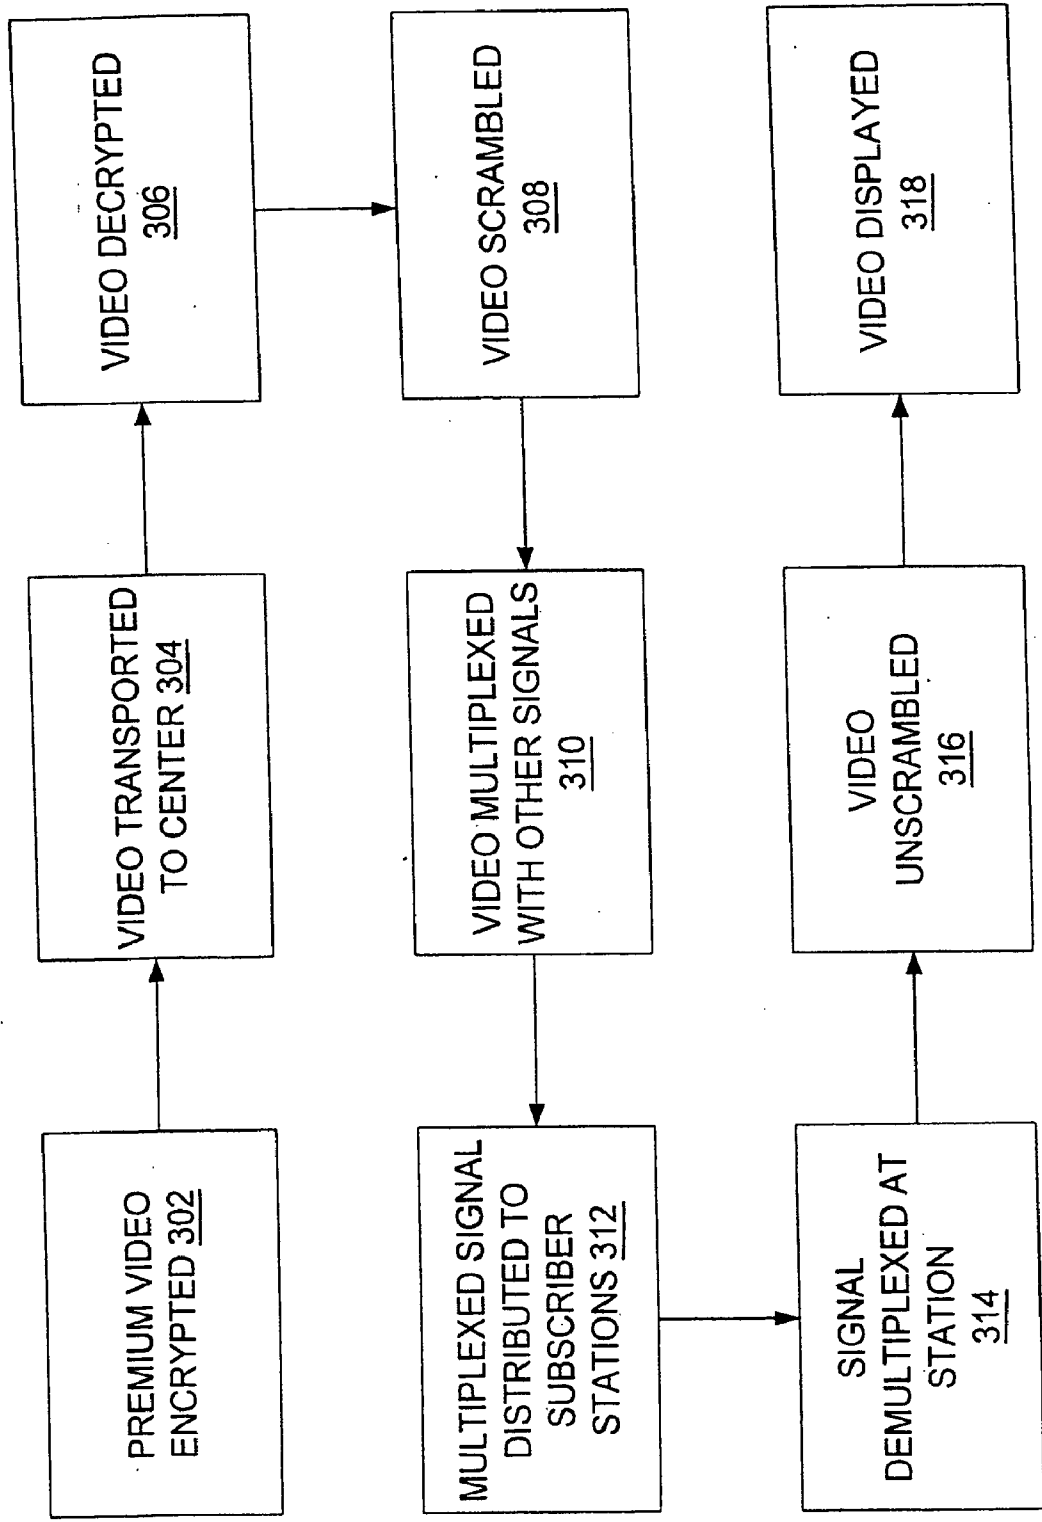 PREMIUM VIDEO
ENCRYPTED 302
VIDEO TRANSPORTED
TO CENTER 304
VIDEO DECRYPTED
306
VIDEO SCRAMBLED
308
VIDEO MULTIPLEXED
WITH OTHER SIGNALS
310
MULTIPLEXED SIGNAL
DISTRIBUTED TO
SUBSCRIBER
STATIONS 312
SIGNAL
DEMULTIPLEXED AT
STATION
314
VIDEO
UNSCRAMBLED
316
VIDEO DISPLAYED
318